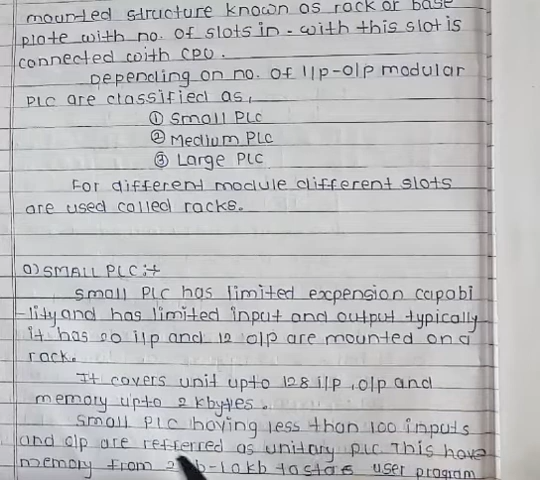 mounted structure known as rack or base
plate with no. of slots in. with this slot is
connected with CPU.
Depending on no. of I/p-o/p modular
PLC are classified as,
① Small PLC
② Medium PLC
③ Large PLC
For different module different slots
are used called racks.
a) SMALL PLC :+
Small PLC has limited expension capabi
-lity and has limited input and output typically
it has 20 i/p and 12 o/p are mounted on a
rack.
It covers unit upto 128 i/p, o/p and
memory upto 2 kbytes.
Small PLC having less than 100 inputs
and o/p are refferred as unitary PLC This have
memory from user program